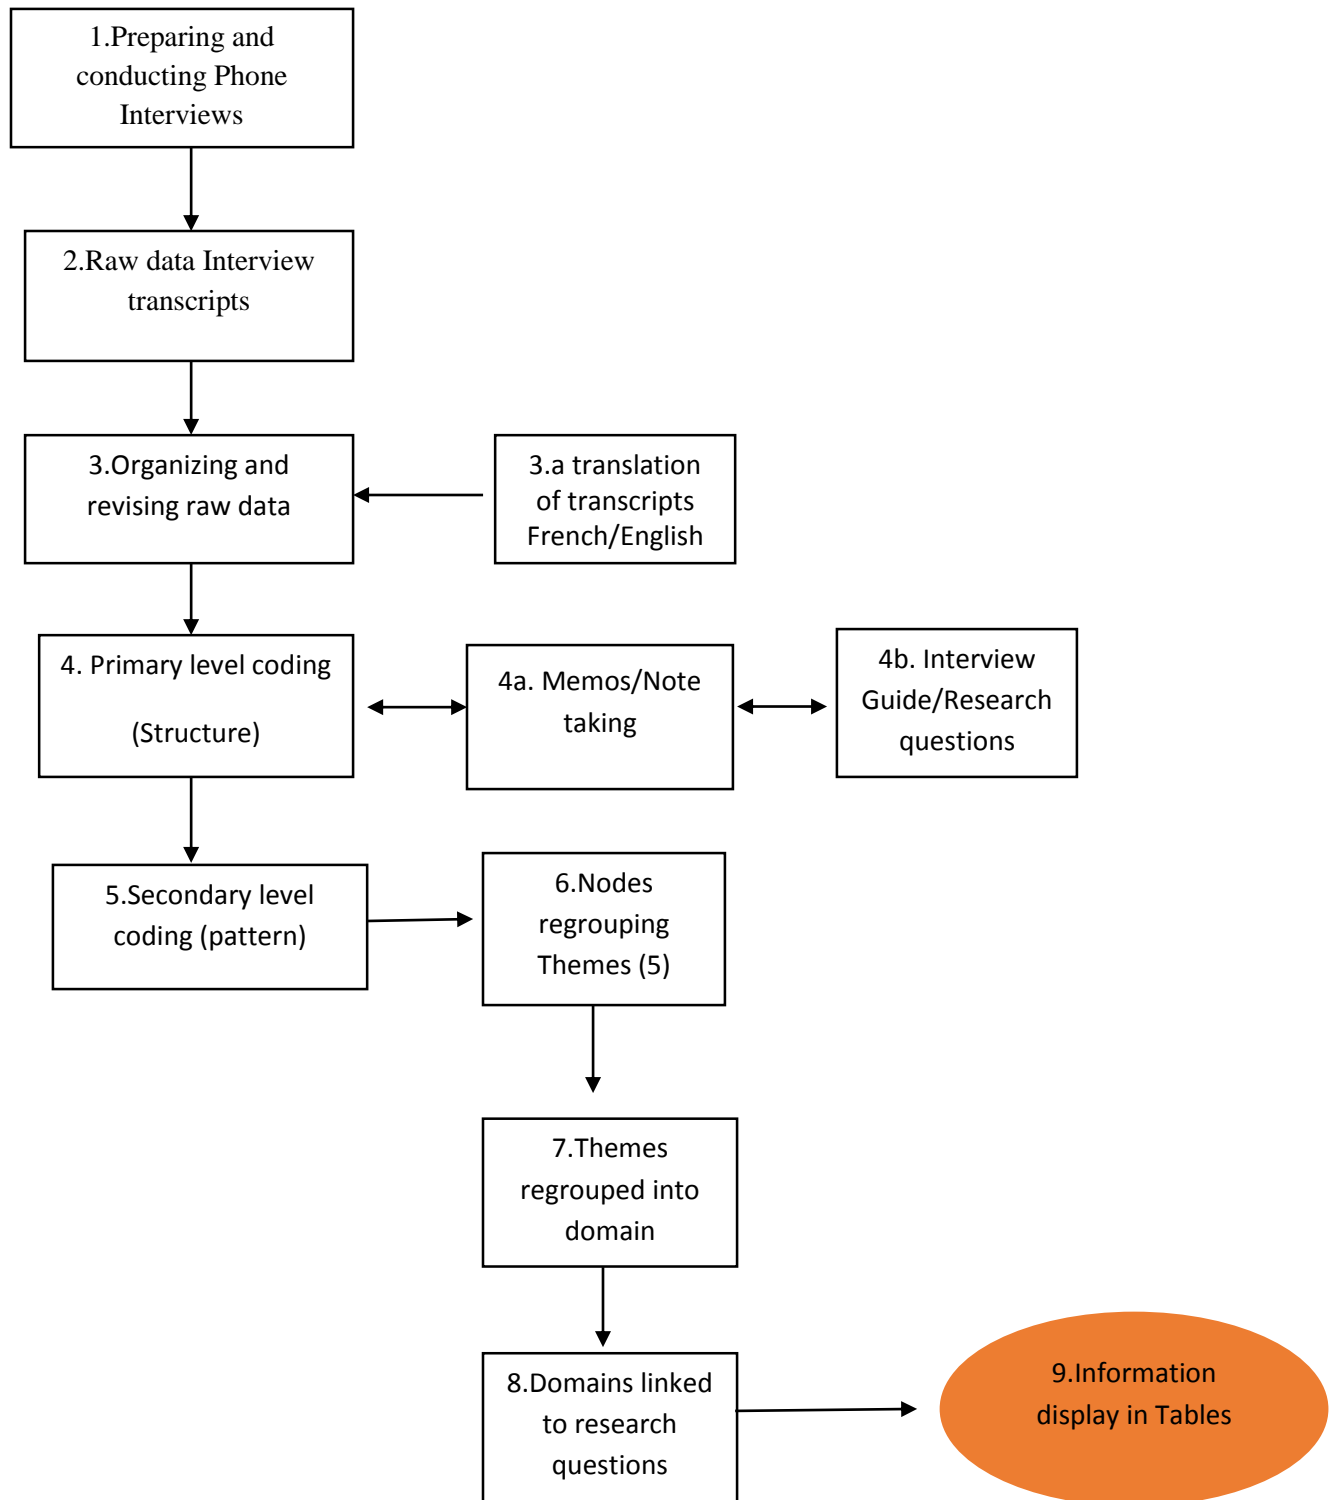 1.Preparing and
conducting Phone
Interviews
2.Raw data Interview
transcripts
3.Organizing and
revising raw data
3.a translation
of transcripts
French/English
4. Primary level coding
(Structure)
4a. Memos/Note
taking
4b. Interview
Guide/Research
questions
5.Secondary level
coding (pattern)
6.Nodes
regrouping
Themes (5)
7.Themes
regrouped into
domain
8.Domains linked
to research
questions
9.Information
display in Tables